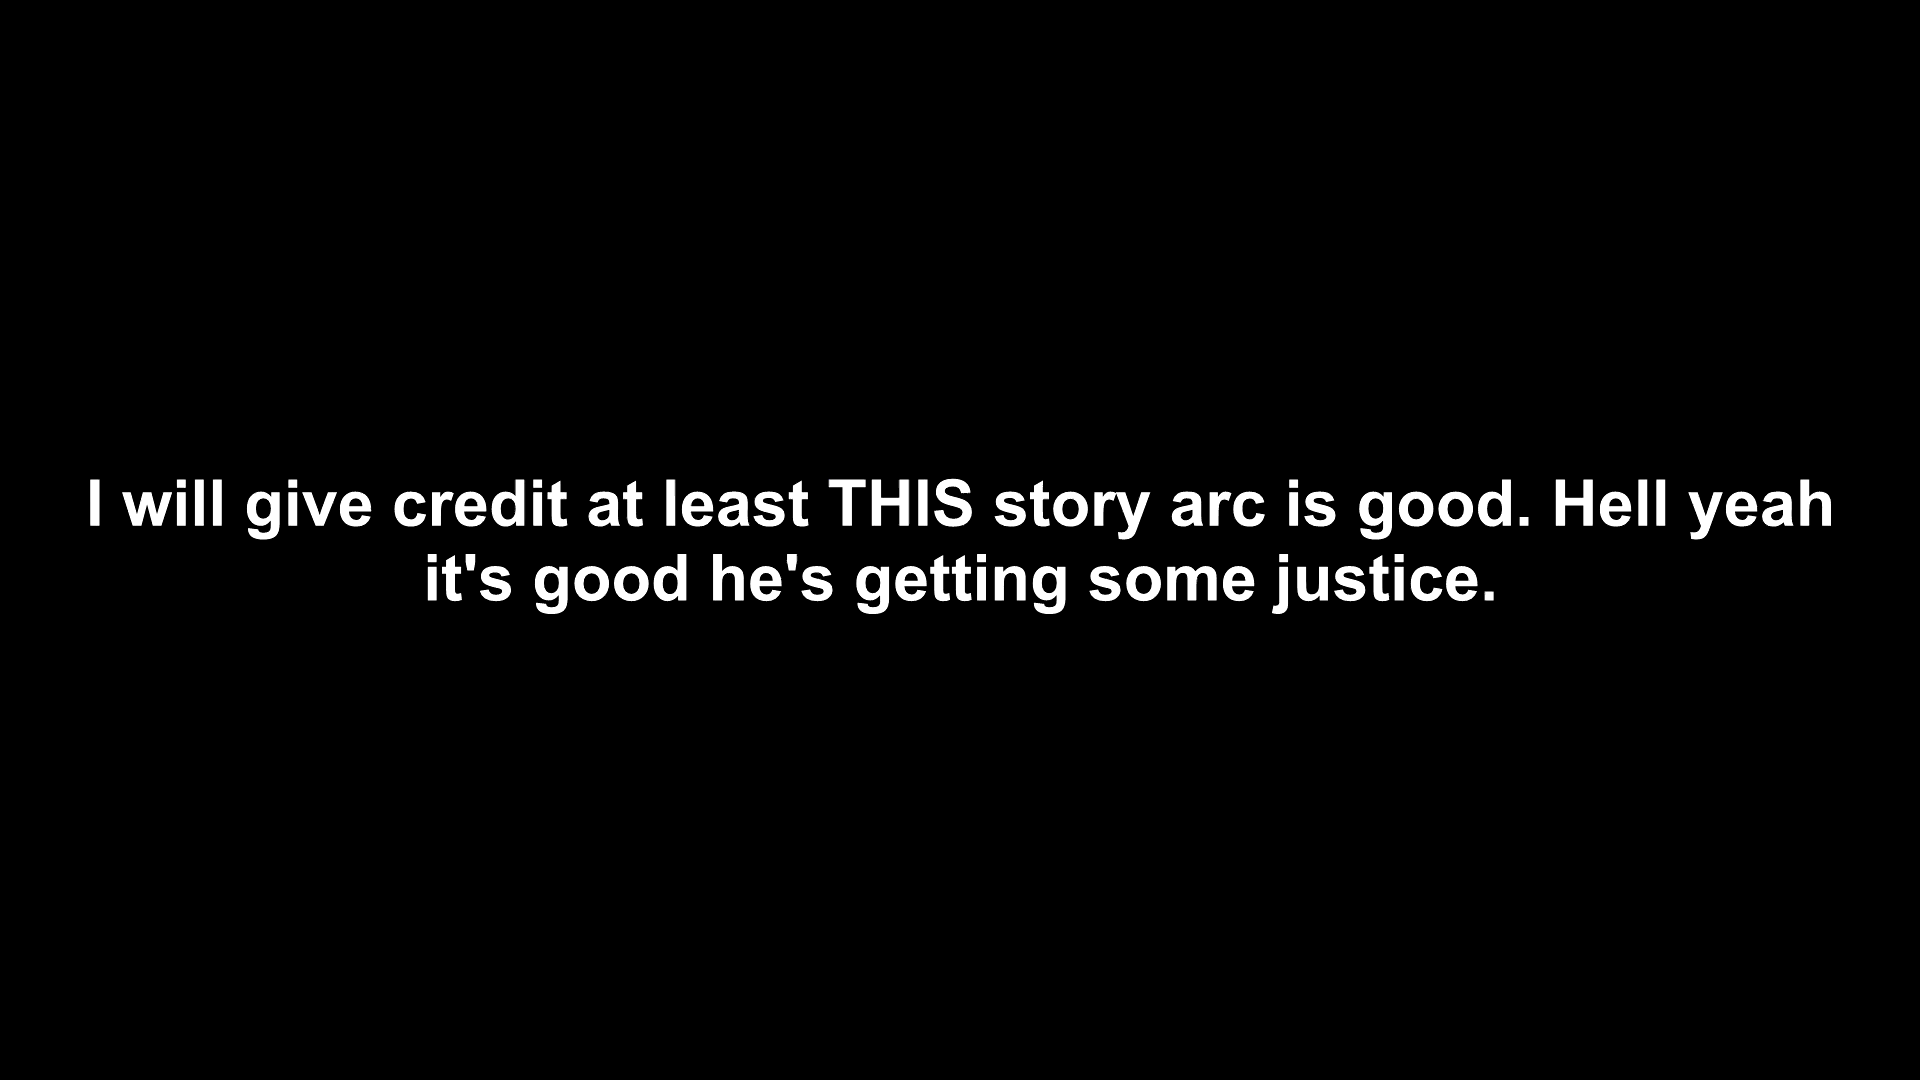 I will give credit at least THIS story arc is good. Hell yeah
it's good he's getting some justice.